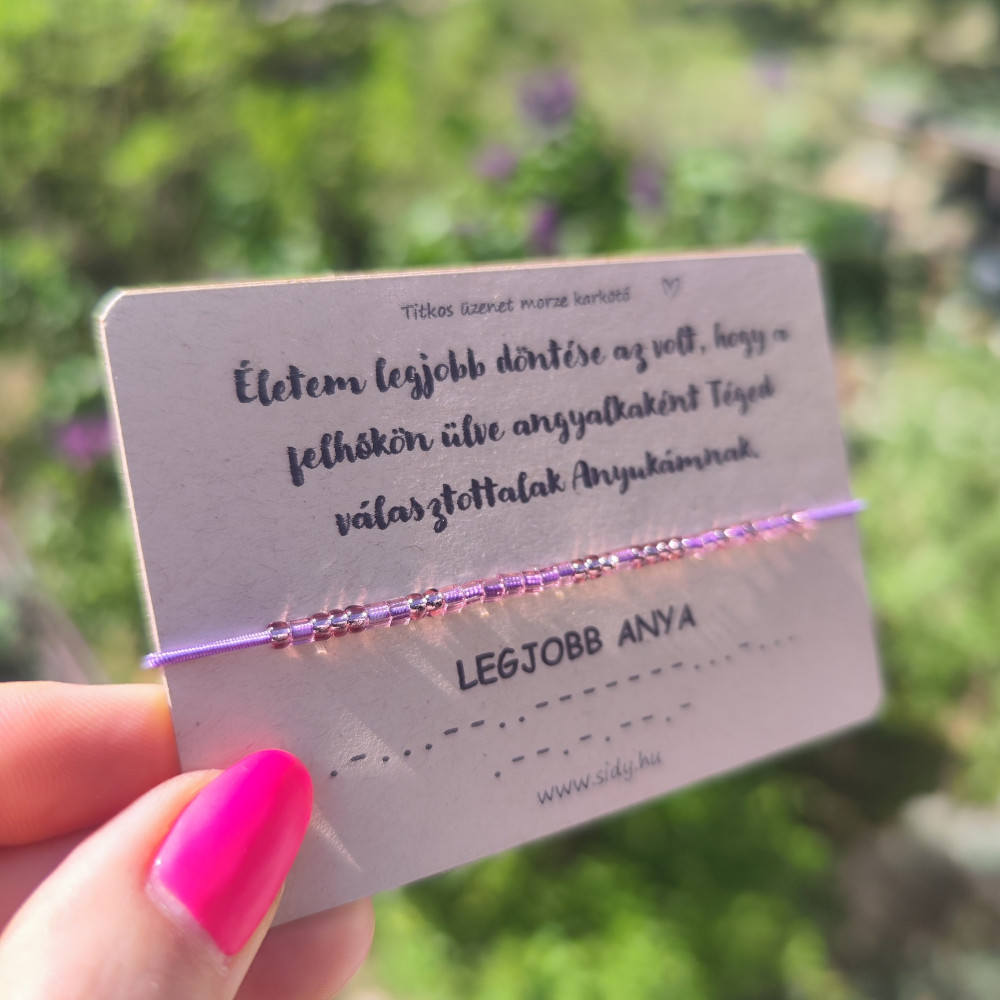 Titkos üzenet morze karkötő
Életem legjobb döntése az volt, hogy a
felhőkön ülve angyalkaként Téged
választottalak Anyukámnak.
LEGJOBB ANYA
www.sidy.hu